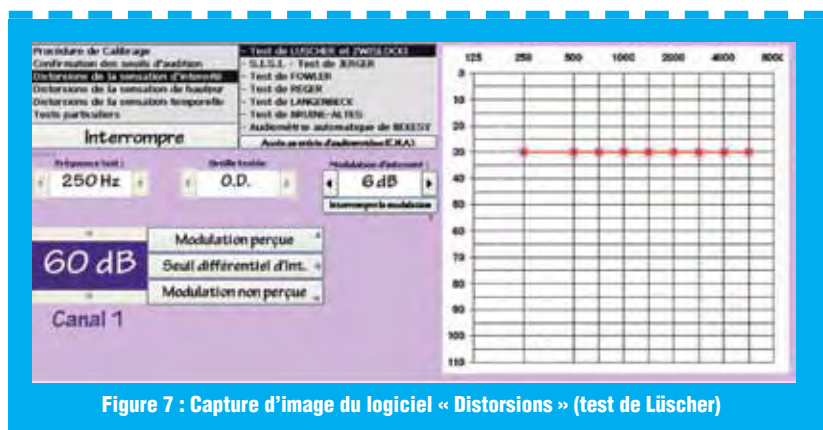 Procédure de Calibrage
Confirmation des seuils d'audition
Distorsions de la sensation d'intensité
Distorsions de la sensation de hauteur
Distorsions de la sensation temporelle
Tests particuliers
Interrompre
- Test de LUSCHER et ZWISLOCKI
- S.I.S.I. - Test de JERGER
- Test de FOWLER
- Test de REGER
- Test de LANGENBECK
- Test de BRUINE-ALTES
- Audiométrie automatique de BEKESY
Fréquence test :
250 Hz
Oreille testée
O.D.
Modulation d'intensité :
6 dB
Interrompre la modulation
60 dB
Modulation perçue
Seuil différentiel d'int.
Modulation non perçue
Canal 1
125 250 500 1000 2000 4000 8000
0
10
20
30
40
60
70
80
90
100
110
Figure 7 : Capture d'image du logiciel « Distorsions » (test de Lüscher)